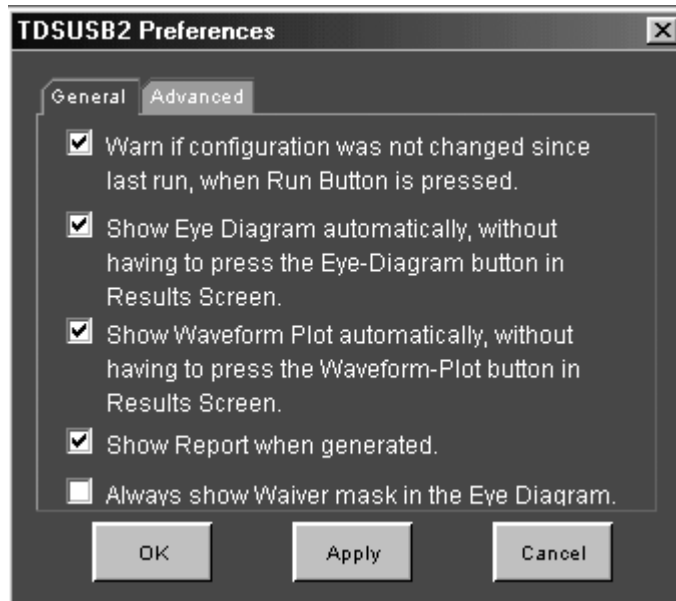 TDSUSB2 Preferences
General Advanced
Warn if configuration was not changed since
last run, when Run Button is pressed.
Show Eye Diagram automatically, without
having to press the Eye-Diagram button in
Results Screen.
Show Waveform Plot automatically, without
having to press the Waveform-Plot button in
Results Screen.
Show Report when generated.
Always show Waiver mask in the Eye Diagram.
OK Apply Cancel